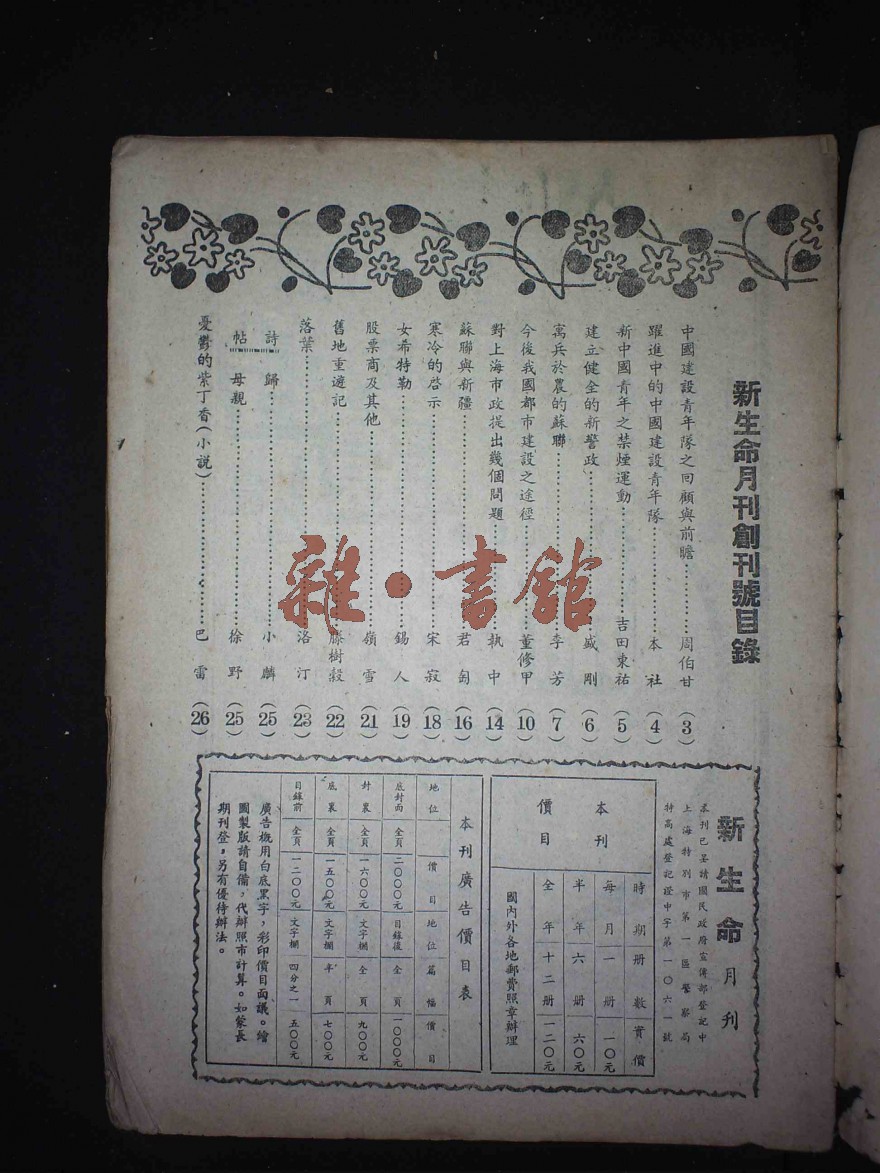 新生命月刊創刊號目錄
中國建設青年隊之回顧與前瞻 周伯甘 (3)
躍進中的中國建設青年隊 本社 (4)
新中國青年之禁煙運動 吉田東祐 (5)
建立健全的新警政 盛剛 (6)
寓兵於農的蘇聯 李芳 (7)
今後我國都市建設之途徑 董修甲 (10)
對上海市政提出幾個問題 執中 (14)
蘇聯與新疆 君匋 (16)
寒冷的啓示 宋寂 (18)
女希特勒 錫人 (19)
股票商及其他 嶺雪 (21)
舊地重遊記 滕樹穀 (22)
落葉 洛汀 (23)
詩帖
歸 小麟 (25)
母親 徐野 (25)
憂鬱的紫丁香(小說) 巴雷 (26)
雜·書館
新生命月刊
本刊已呈請國民政府宣傳部登記中
上海特別市第一區警察局
特高處登記證中字第一〇六一號
本刊價目
時期 册數 實價
每月 一册 一〇元
半年 六册 六〇元
全年 十二册 一二〇元
國內外各地郵費照章辦理
本刊廣告價目表
地位 價目 地位 篇幅 價目
底封面 全頁 二〇〇〇元 目錄後 全頁 一〇〇〇元
封裏 全頁 一六〇〇元 文字欄 全頁 九〇〇元
底裏 全頁 一五〇〇元 文字欄 半頁 七〇〇元
目錄前 全頁 一二〇〇元 文字欄 四分之一 五〇〇元
廣告概用白底黑字,彩印價目面議。繪
圖製版請自備,代辦照市計算。如蒙長
期刊登。另有優待辦法。